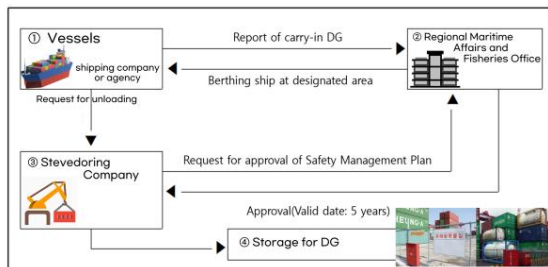 ① Vessels
shipping company
or agency
Report of carry-in DG
Berthing ship at designated area
② Regional Maritime
Affairs and
Fisheries Office
Request for unloading
③ Stevedoring
Company
Request for approval of Safety Management Plan
Approval(Valid date: 5 years)
④ Storage for DG
HEUNG-A